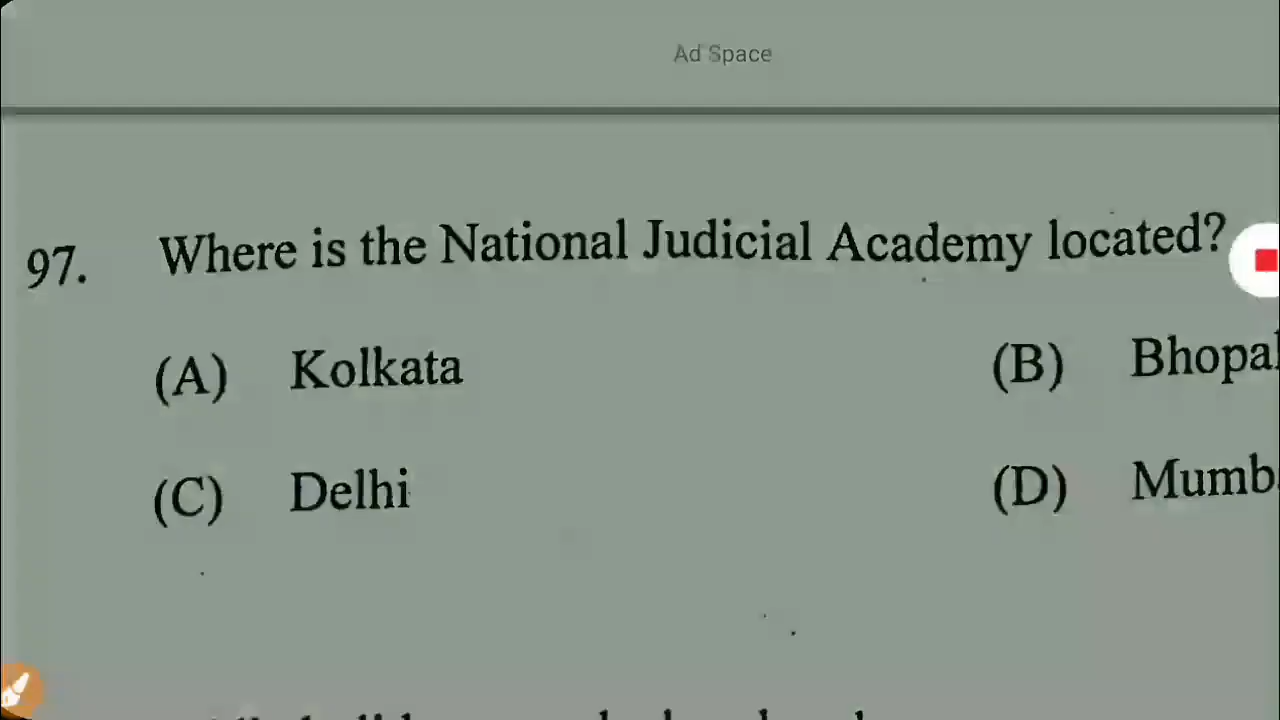 Ad Space
97. Where is the National Judicial Academy located?
(A) Kolkata (B) Bhopal
(C) Delhi (D) Mumb